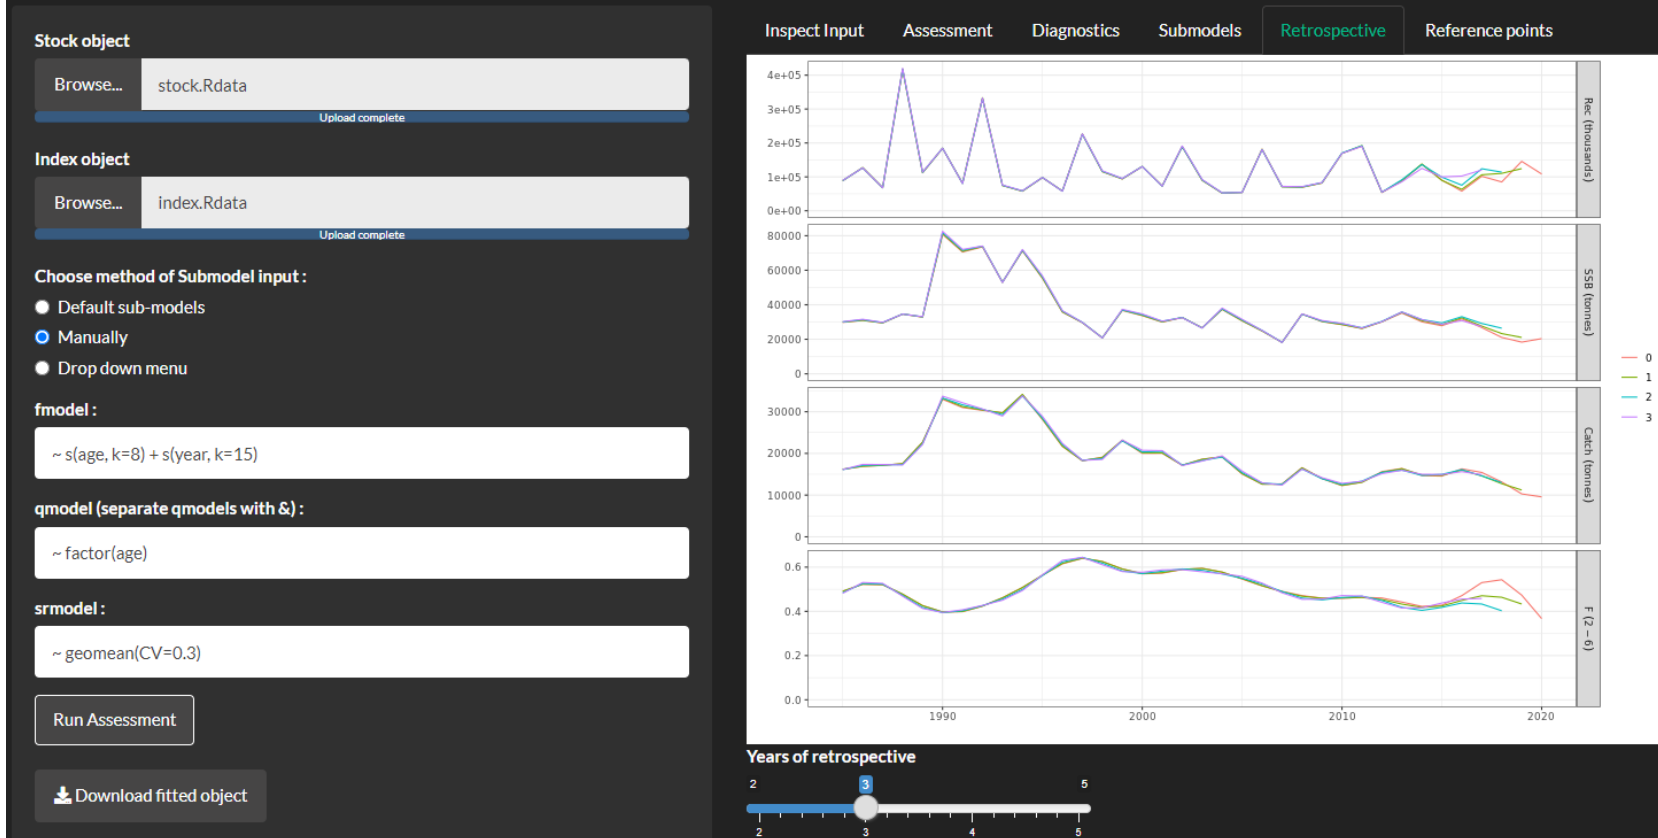 Stock object
Browse...
stock.Rdata
Upload complete
Index object
Browse...
index.Rdata
Upload complete
Choose method of Submodel input :
Default sub-models
Manually
Drop down menu
fmodel :
~ s(age, k=8) + s(year, k=15)
qmodel (separate qmodels with &) :
~ factor(age)
srmodel :
~ geomean(CV=0.3)
Run Assessment
Download fitted object
Inspect Input
Assessment
Diagnostics
Submodels
Retrospective
Reference points
4e+05
3e+05
2e+05
1e+05
0e+00
Rec (thousands)
80000
60000
40000
20000
0
SSB (tonnes)
30000
20000
10000
0
Catch (tonnes)
0.6
0.4
0.2
0.0
F (2 − 6)
1990
2000
2010
2020
0
1
2
3
Years of retrospective
2
3
5
2
3
4
5